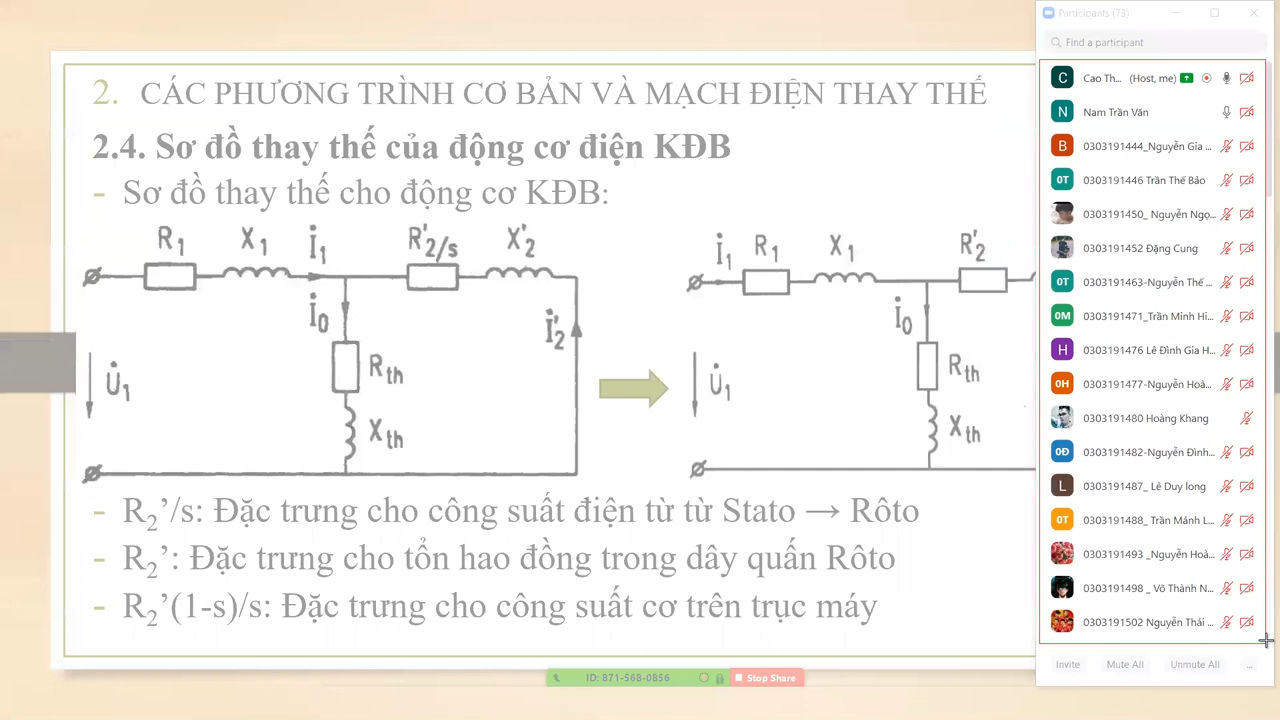 2. CÁC PHƯƠNG TRÌNH CƠ BẢN VÀ MẠCH ĐIỆN THAY THẾ
2.4. Sơ đồ thay thế của động cơ điện KĐB
- Sơ đồ thay thế cho động cơ KĐB:
R1 X1 İ1 R'2/s X'2
İ0 İ'2
Rth
U̇1
Xth
İ1 R1 X1 R'2
İ0
Rth
U̇1
Xth
- R2’/s: Đặc trưng cho công suất điện từ từ Stato → Rôto
- R2’: Đặc trưng cho tổn hao đồng trong dây quấn Rôto
- R2’(1-s)/s: Đặc trưng cho công suất cơ trên trục máy
ID: 871-568-0856 Stop Share
Participants (73)
Find a participant
C Cao Th... (Host, me)
N Nam Trần Văn
B 0303191444_Nguyễn Gia ...
0T 0303191446 Trần Thế Bảo
0303191450_ Nguyễn Ngọ...
0303191452 Đặng Cung
0T 0303191463-Nguyễn Thế ...
0M 0303191471_Trần Minh Hi...
H 0303191476 Lê Đình Gia H...
0H 0303191477-Nguyễn Hoà...
0303191480 Hoàng Khang
0Đ 0303191482-Nguyễn Đình...
L 0303191487_ Lê Duy long
0T 0303191488_ Trần Mánh L...
0303191493 _Nguyễn Hoà...
0303191498 _ Võ Thành N...
0303191502 Nguyễn Thái ...
Invite Mute All Unmute All ...